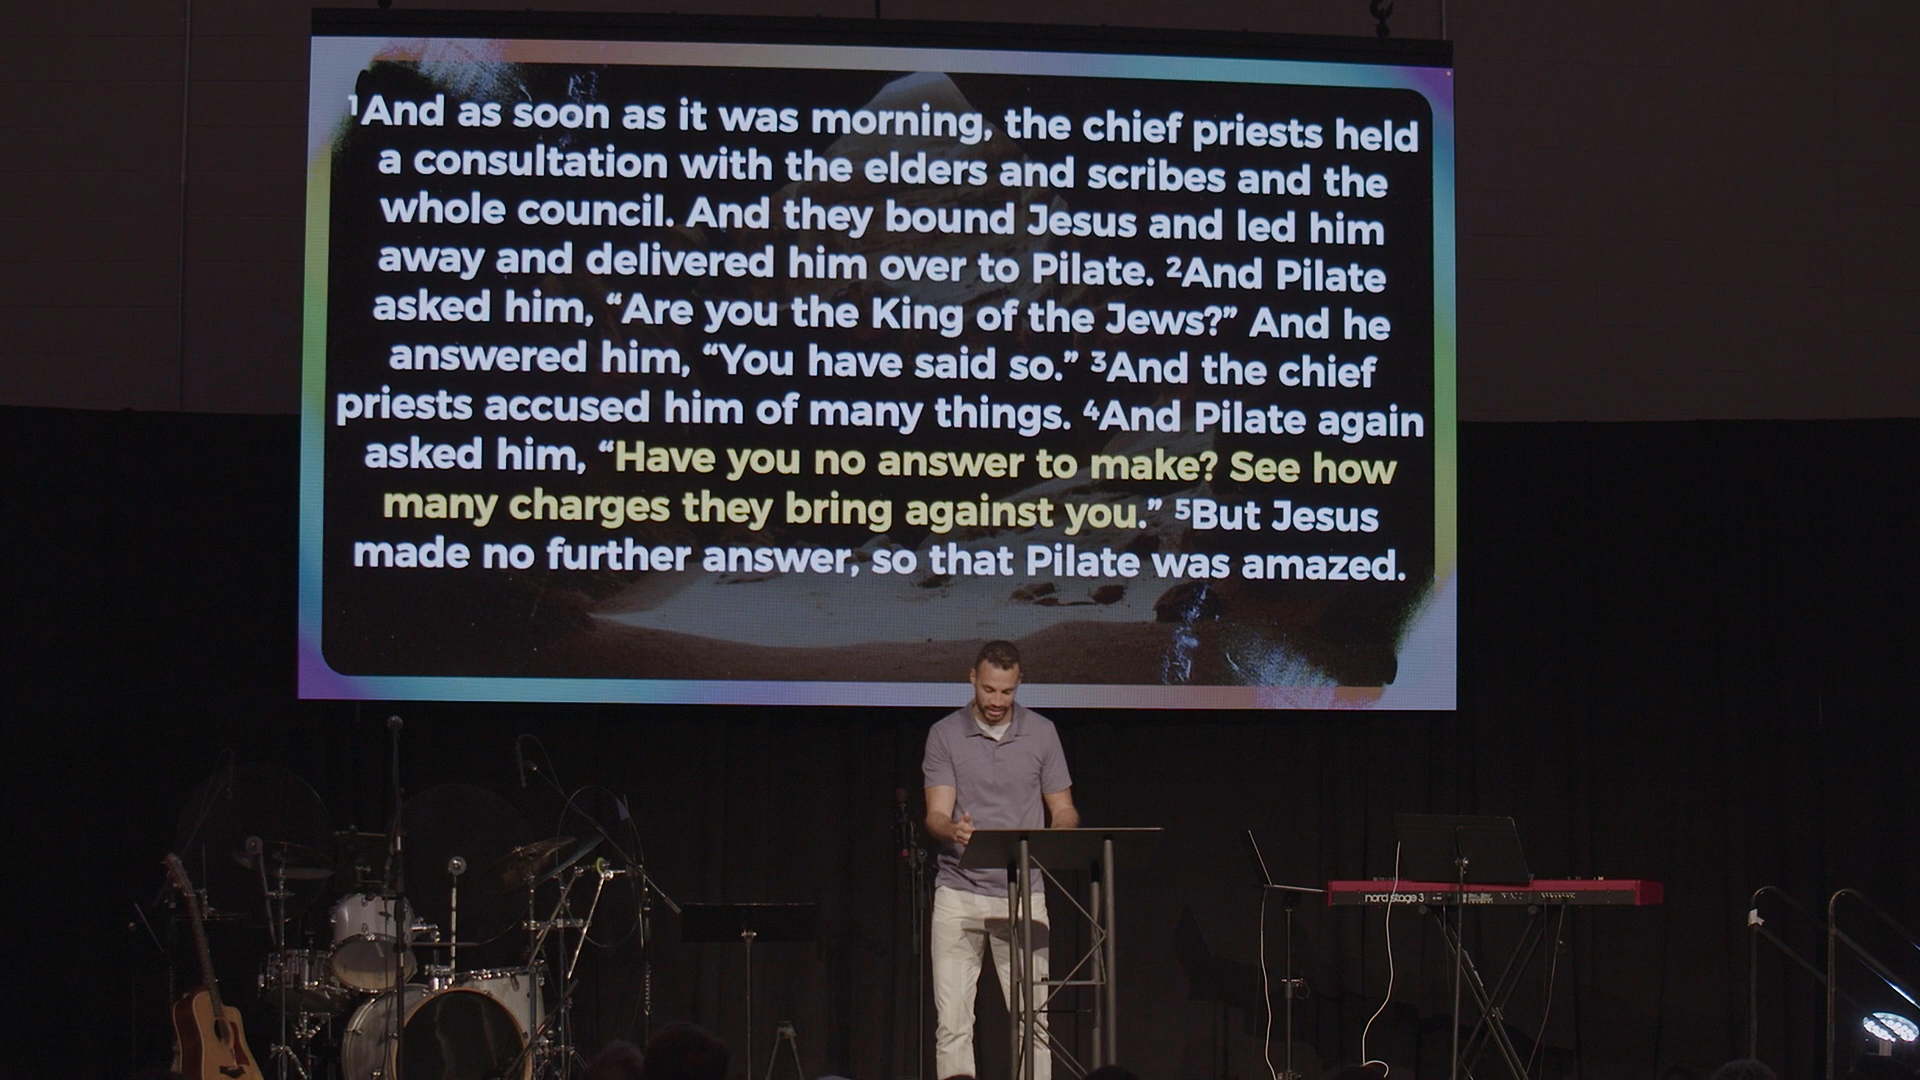 ¹And as soon as it was morning, the chief priests held
a consultation with the elders and scribes and the
whole council. And they bound Jesus and led him
away and delivered him over to Pilate. ²And Pilate
asked him, “Are you the King of the Jews?” And he
answered him, “You have said so.” ³And the chief
priests accused him of many things. ⁴And Pilate again
asked him, “Have you no answer to make? See how
many charges they bring against you.” ⁵But Jesus
made no further answer, so that Pilate was amazed.
nord stage 3